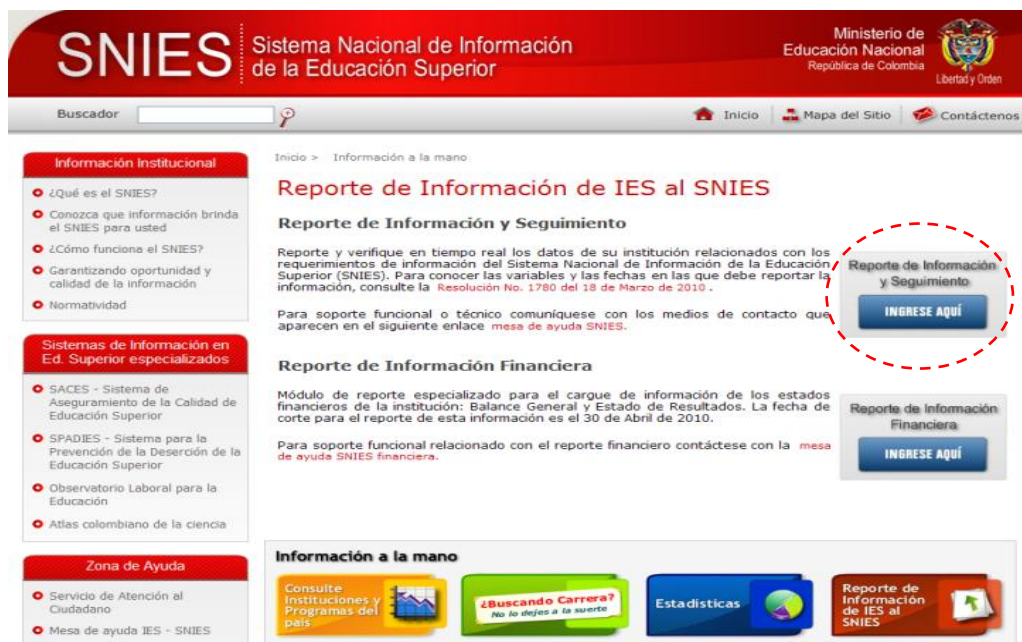 SNIES
Sistema Nacional de Información
de la Educación Superior
Ministerio de
Educación Nacional
República de Colombia
Libertad y Orden
Buscador
Inicio
Mapa del Sitio
Contáctenos
Información Institucional
¿Qué es el SNIES?
Conozca que información brinda
el SNIES para usted
¿Cómo funciona el SNIES?
Garantizando oportunidad y
calidad de la información
Normatividad
Sistemas de Información en
Ed. Superior especializados
SACES - Sistema de
Aseguramiento de la Calidad de
Educación Superior
SPADIES - Sistema para la
Prevención de la Deserción de la
Educación Superior
Observatorio Laboral para la
Educación
Atlas colombiano de la ciencia
Zona de Ayuda
Servicio de Atención al
Ciudadano
Mesa de ayuda IES - SNIES
Inicio > Información a la mano
Reporte de Información de IES al SNIES
Reporte de Información y Seguimiento
Reporte y verifique en tiempo real los datos de su institución relacionados con los
requerimientos de información del Sistema Nacional de Información de la Educación
Superior (SNIES). Para conocer las variables y las fechas en las que debe reportar la
información, consulte la Resolución No. 1780 del 18 de Marzo de 2010 .
Para soporte funcional o técnico comuníquese con los medios de contacto que
aparecen en el siguiente enlace mesa de ayuda SNIES.
Reporte de Información
y Seguimiento
INGRESE AQUÍ
Reporte de Información Financiera
Módulo de reporte especializado para el cargue de información de los estados
financieros de la institución: Balance General y Estado de Resultados. La fecha de
corte para el reporte de esta información es el 30 de Abril de 2010.
Para soporte funcional relacionado con el reporte financiero contáctese con la mesa
de ayuda SNIES financiera.
Reporte de Información
Financiera
INGRESE AQUÍ
Información a la mano
Consulte
Instituciones y
Programas del
país
¿Buscando Carrera?
No lo dejes a la suerte
Estadísticas
Reporte de
Información
de IES al
SNIES